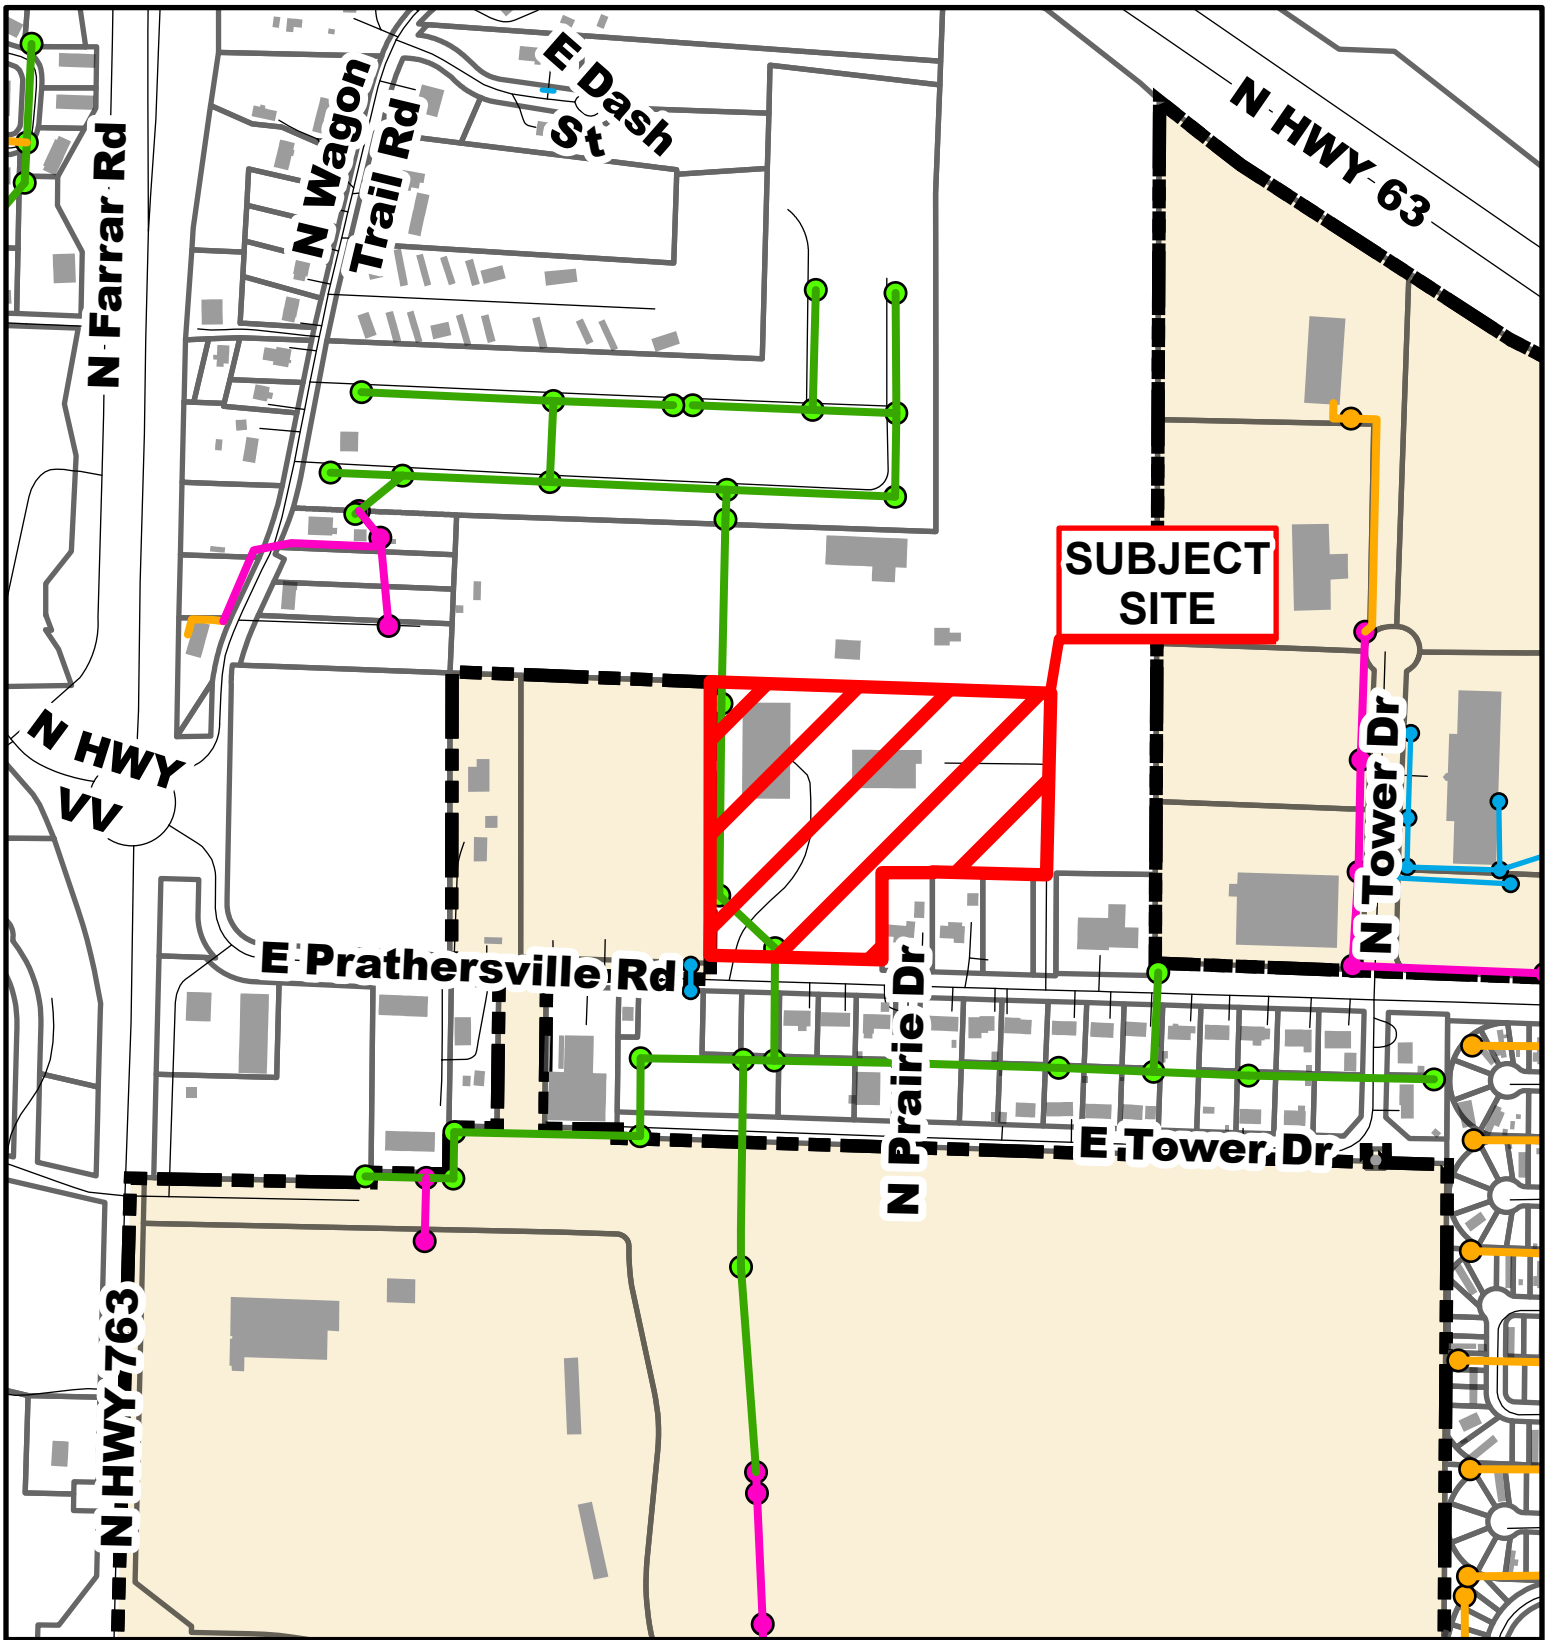 E Dash
St
N HWY 63
N Wagon
Trail Rd
N Farrar Rd
SUBJECT
SITE
N HWY
VV
N Tower Dr
E Prathersville Rd
N Prairie Dr
E Tower Dr
N HWY 763